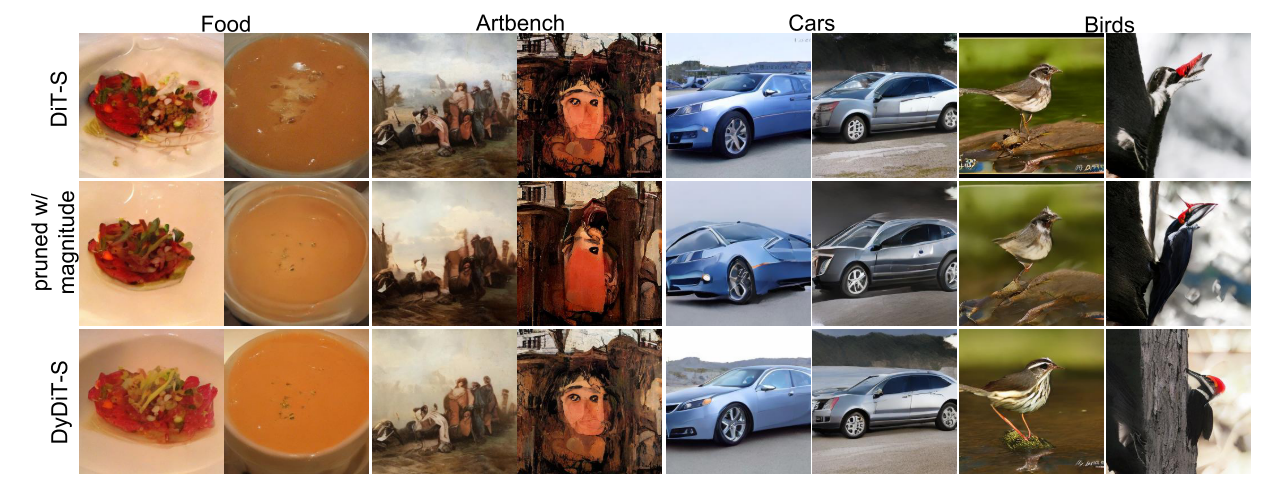 Food
Artbench
Cars
Birds
DiT-S
pruned w/
magnitude
DyDiT-S